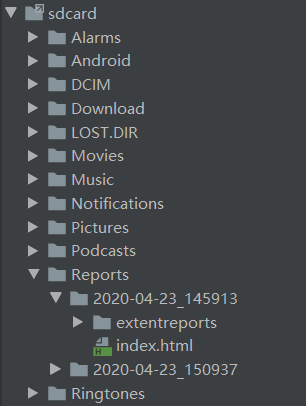 sdcard
Alarms
Android
DCIM
Download
LOST.DIR
Movies
Music
Notifications
Pictures
Podcasts
Reports
2020-04-23_145913
extentreports
index.html
2020-04-23_150937
Ringtones